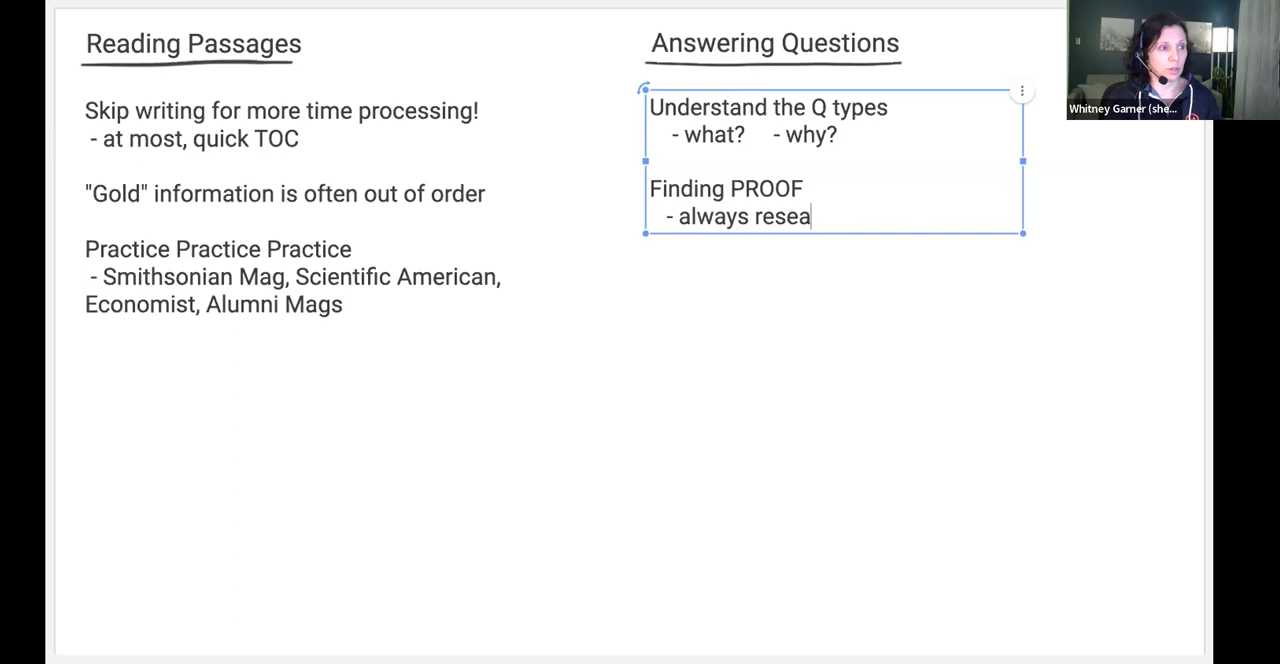 Reading Passages
Skip writing for more time processing!
- at most, quick TOC
"Gold" information is often out of order
Practice Practice Practice
- Smithsonian Mag, Scientific American,
Economist, Alumni Mags
Answering Questions
Understand the Q types
- what? - why?
Finding PROOF
- always resea
Whitney Garner (she...